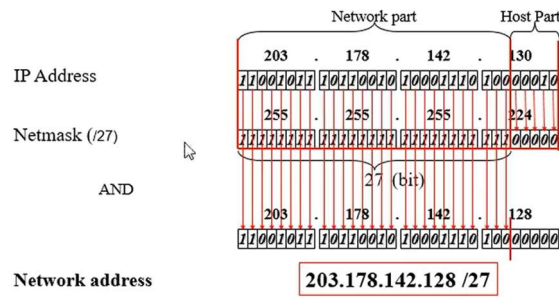 Network part Host Part
203 . 178 . 142 . 130
IP Address 11001011 10110010 10001110 10000010
255 . 255 . 255 . 224
Netmask (/27) 11111111 11111111 11111111 11100000
27 (bit)
AND
203 . 178 . 142 . 128
11001011 10110010 10001110 10000000
Network address 203.178.142.128 /27